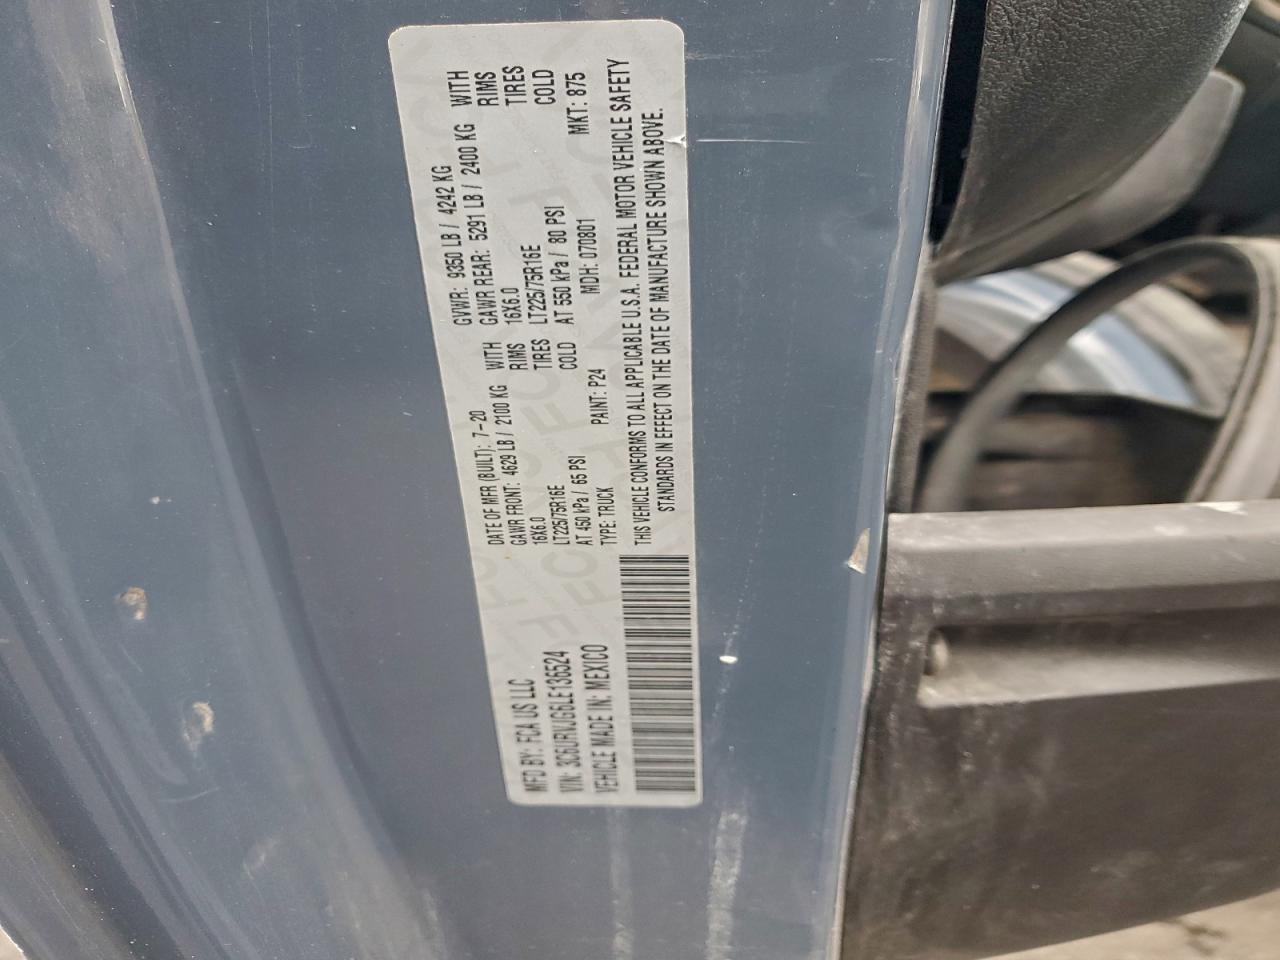 MFD BY: FCA US LLC
DATE OF MFR (BUILT): 7-20
GVWR: 9350 LB / 4242 KG
VIN: 3C6URVJG6LE136524
GAWR FRONT: 4629 LB / 2100 KG WITH
GAWR REAR: 5291 LB / 2400 KG WITH
VEHICLE MADE IN: MEXICO
16X6.0 RIMS
16X6.0 RIMS
LT225/75R16E TIRES
LT225/75R16E TIRES
AT 450 kPa / 65 PSI COLD
AT 550 kPa / 80 PSI COLD
TYPE: TRUCK PAINT: P24 MDH: 070801 MKT: 875
THIS VEHICLE CONFORMS TO ALL APPLICABLE U.S.A. FEDERAL MOTOR VEHICLE SAFETY
STANDARDS IN EFFECT ON THE DATE OF MANUFACTURE SHOWN ABOVE.